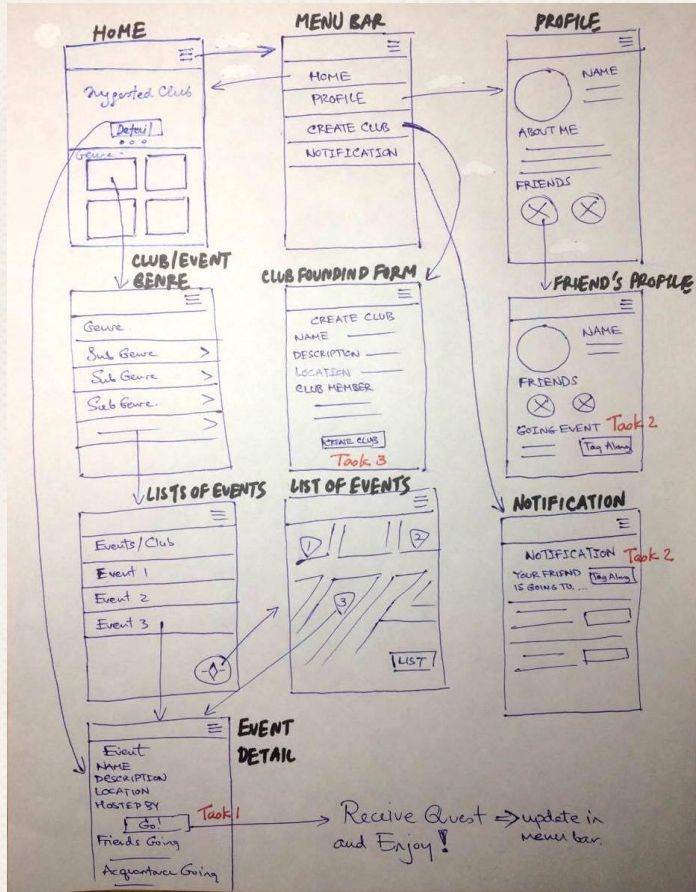 HOME
Suggested Club
Detail
Genre
MENU BAR
HOME
PROFILE
CREATE CLUB
NOTIFICATION
PROFILE
NAME
ABOUT ME
FRIENDS
CLUB/EVENT
GENRE
Genre
Sub Genre >
Sub Genre >
Sub Genre. >
>
CLUB FOUNDIND FORM
CREATE CLUB
NAME
DESCRIPTION
LOCATION
CLUB MEMBER
CREATE CLUB
Task 3
FRIEND'S PROFILE
NAME
FRIENDS
GOING EVENT Task 2
Tag Along
LISTS OF EVENTS
Events/Club
Event 1
Event 2
Event 3
LIST OF EVENTS
1
2
3
LIST
NOTIFICATION
NOTIFICATION Task 2
YOUR FRIEND Tag Along
IS GOING TO....
EVENT
DETAIL
Event
NAME
DESCRIPTION
LOCATION
HOSTED BY
Go! Task 1
Friends Going
Acquantance Going
Receive Quest => update in
and Enjoy! menu bar.